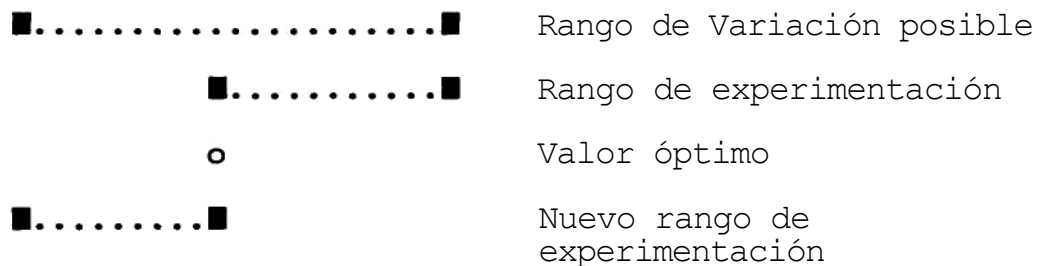 Rango de Variación posible
Rango de experimentación
Valor óptimo
Nuevo rango de
experimentación